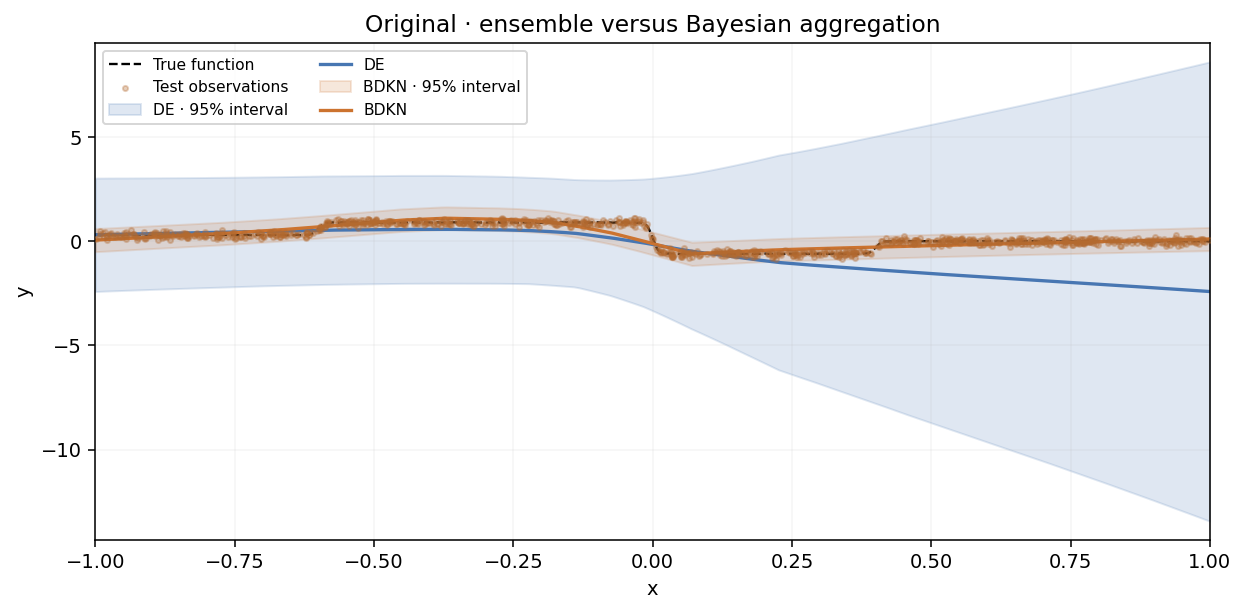 Original · ensemble versus Bayesian aggregation
True function
Test observations
DE · 95% interval
DE
BDKN · 95% interval
BDKN
5
0
−5
−10
y
−1.00 −0.75 −0.50 −0.25 0.00 0.25 0.50 0.75 1.00
x